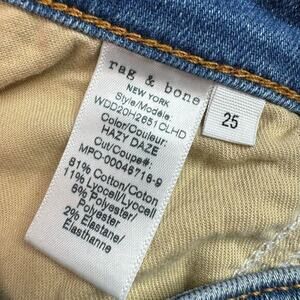 rag & bone
NEW YORK
Style/Modèle:
WDD20H2651CLHD
Color/Couleur:
HAZY DAZE
Cut/Coupe#:
MPO-00046716-9
81% Cotton/Coton
11% Lyocell/Lyocell
6% Polyester/
Polyester
2% Elastane/
Elasthanne
25